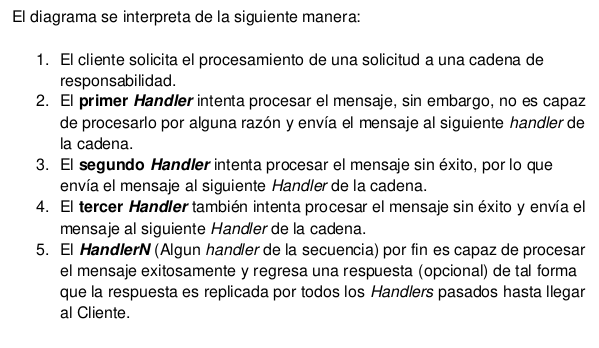 El diagrama se interpreta de la siguiente manera:
1. El cliente solicita el procesamiento de una solicitud a una cadena de
responsabilidad.
2. El primer Handler intenta procesar el mensaje, sin embargo, no es capaz
de procesarlo por alguna razón y envía el mensaje al siguiente handler de
la cadena.
3. El segundo Handler intenta procesar el mensaje sin éxito, por lo que
envía el mensaje al siguiente Handler de la cadena.
4. El tercer Handler también intenta procesar el mensaje sin éxito y envía el
mensaje al siguiente Handler de la cadena.
5. El HandlerN (Algun handler de la secuencia) por fin es capaz de procesar
el mensaje exitosamente y regresa una respuesta (opcional) de tal forma
que la respuesta es replicada por todos los Handlers pasados hasta llegar
al Cliente.